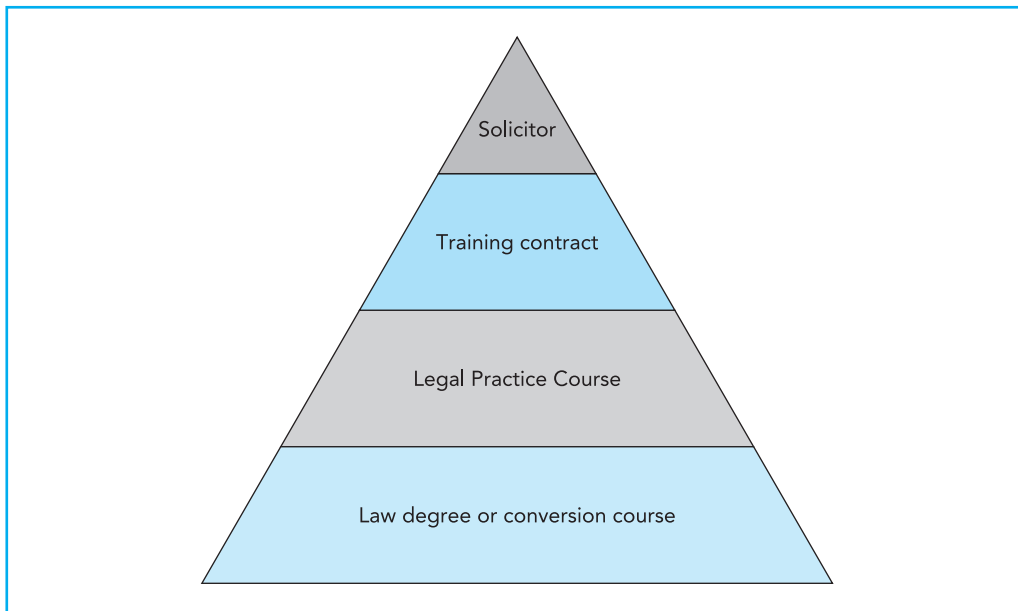 Solicitor
Training contract
Legal Practice Course
Law degree or conversion course